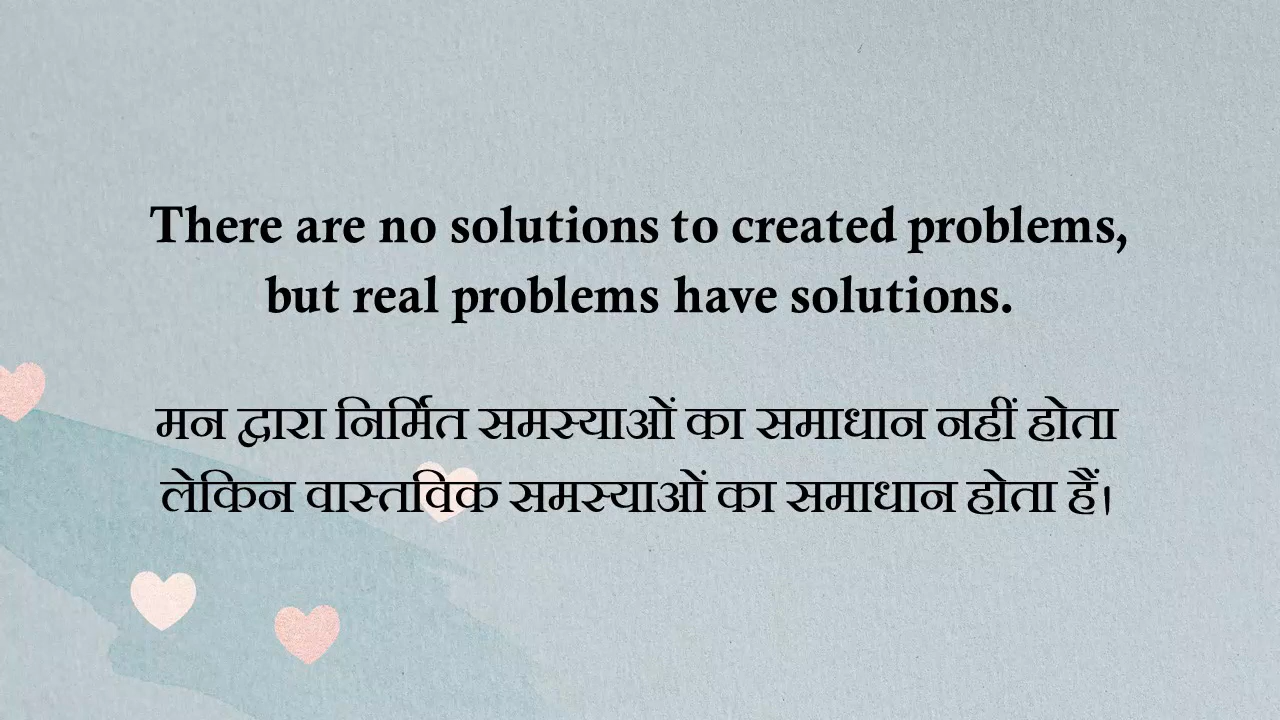 There are no solutions to created problems,
but real problems have solutions.
मन द्वारा निर्मित समस्याओं का समाधान नहीं होता
लेकिन वास्तविक समस्याओं का समाधान होता हैं।